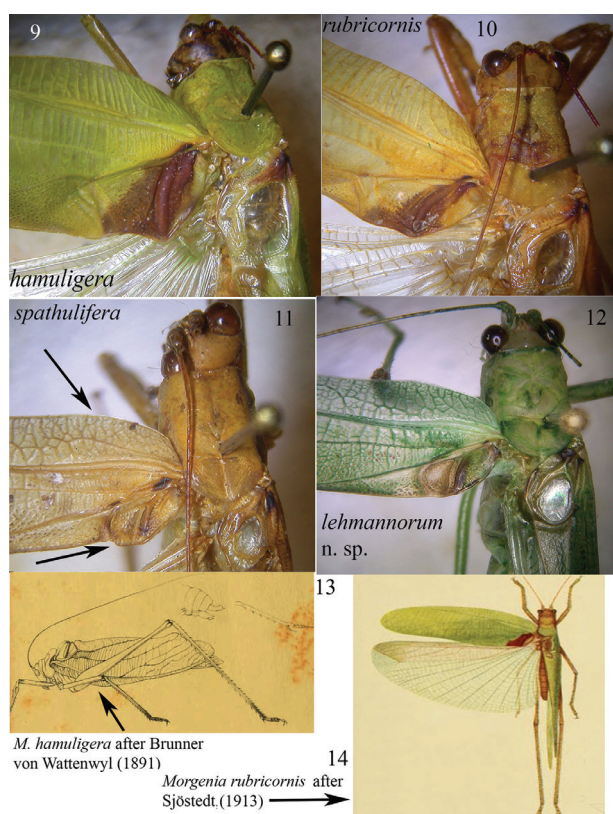 9
hamuligera
rubricornis
10
spathulifera
11
12
lehmannorum
n. sp.
13
M. hamuligera after Brunner
von Wattenwyl (1891)
14
Morgenia rubricornis after
Sjöstedt (1913)